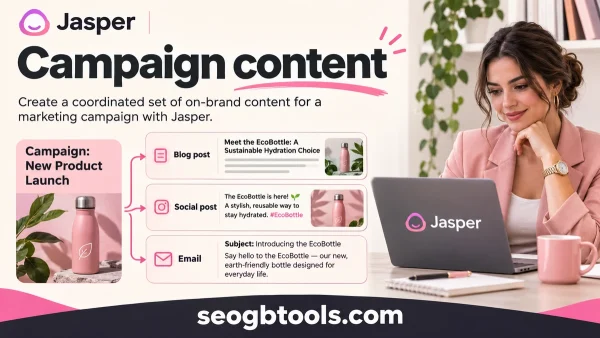 Jasper
Campaign content
Create a coordinated set of on-brand content for a
marketing campaign with Jasper.
Campaign:
New Product
Launch
Blog post
Meet the EcoBottle: A
Sustainable Hydration Choice
Social post
The EcoBottle is here! 🌱
A stylish, reusable way to
stay hydrated. #EcoBottle
Email
Subject: Introducing the EcoBottle
Say hello to the EcoBottle — our new,
earth-friendly bottle designed for
everyday life.
Jasper
seogbtools.com